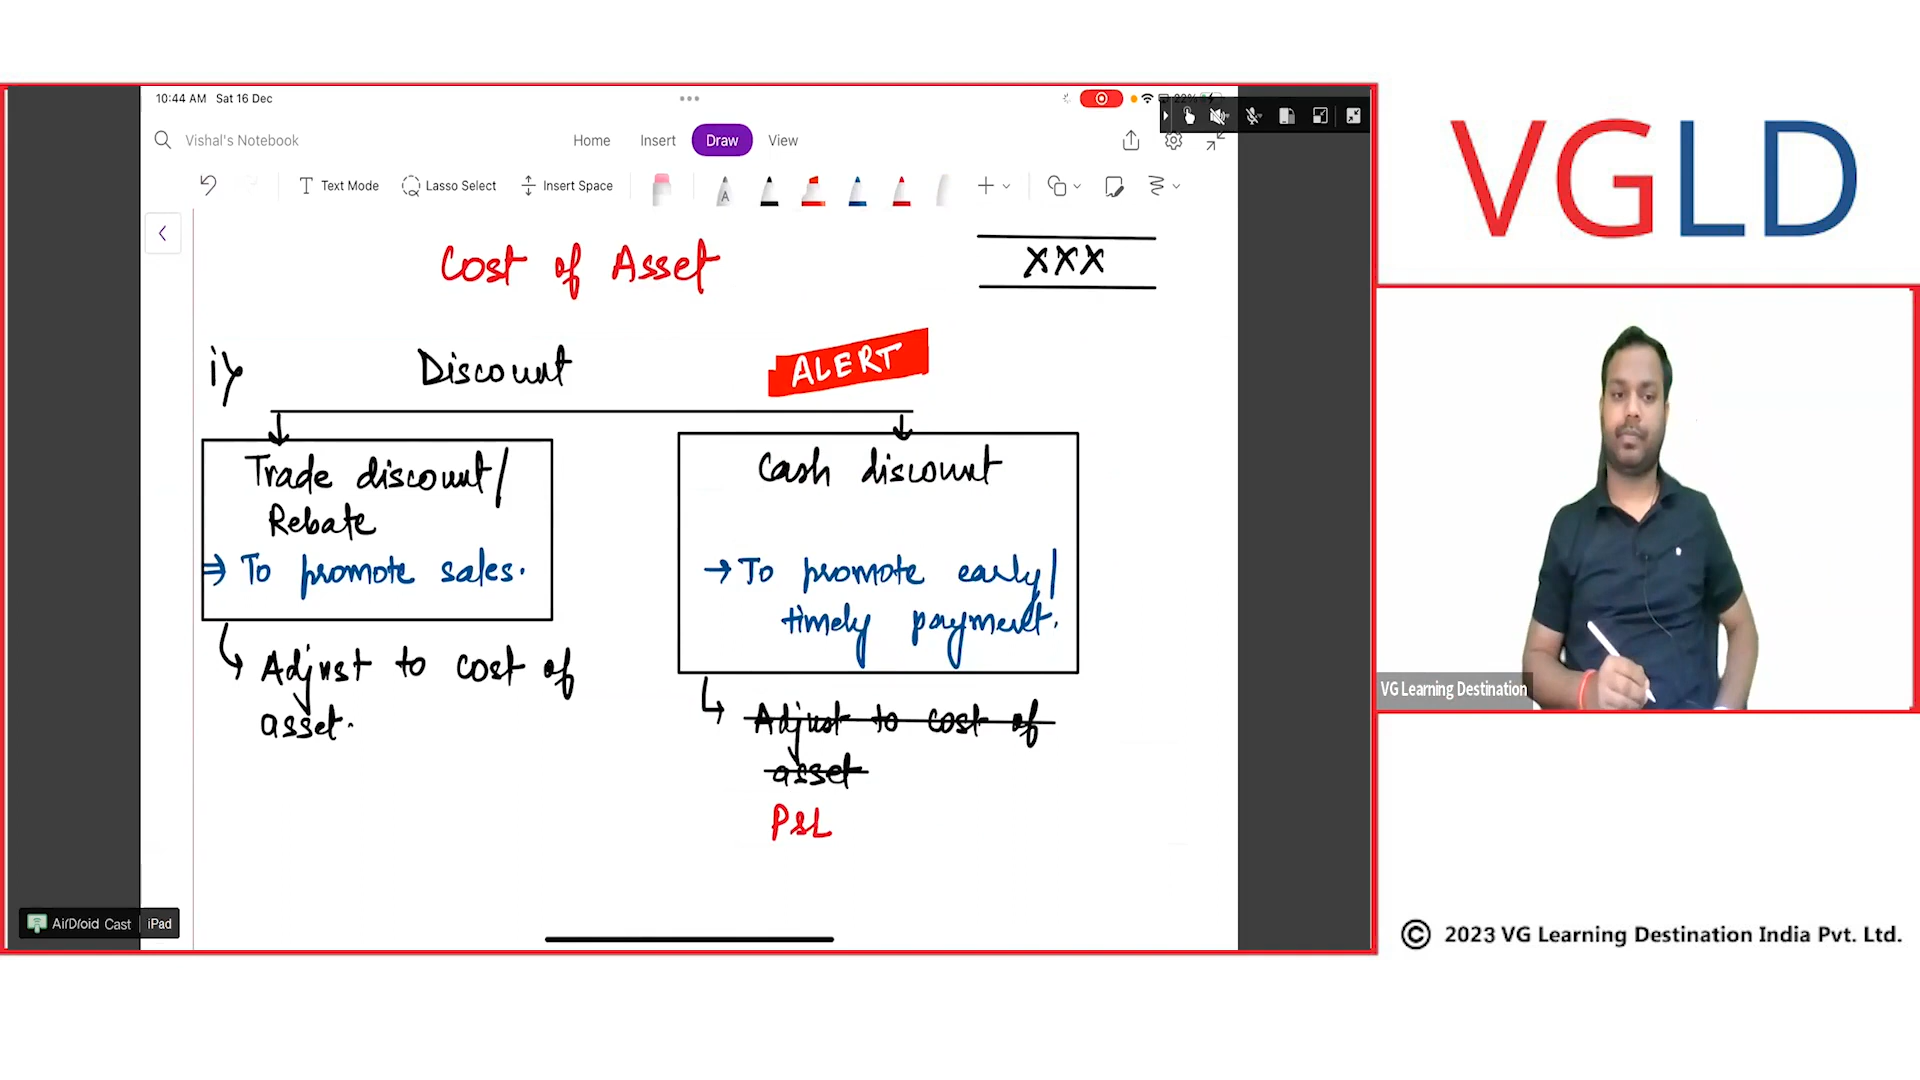 10:44 AM Sat 16 Dec
22%
Vishal's Notebook
Home Insert Draw View
Text Mode Lasso Select Insert Space
A
Cost of Asset XXX
i) Discount ALERT
Trade discount/
Rebate
⇒ To promote sales.
Adjust to cost of
asset.
Cash discount
→ To promote early/
timely payment.
Adjust to cost of
asset
P&L
AirDroid Cast iPad
VGLD
VG Learning Destination
© 2023 VG Learning Destination India Pvt. Ltd.